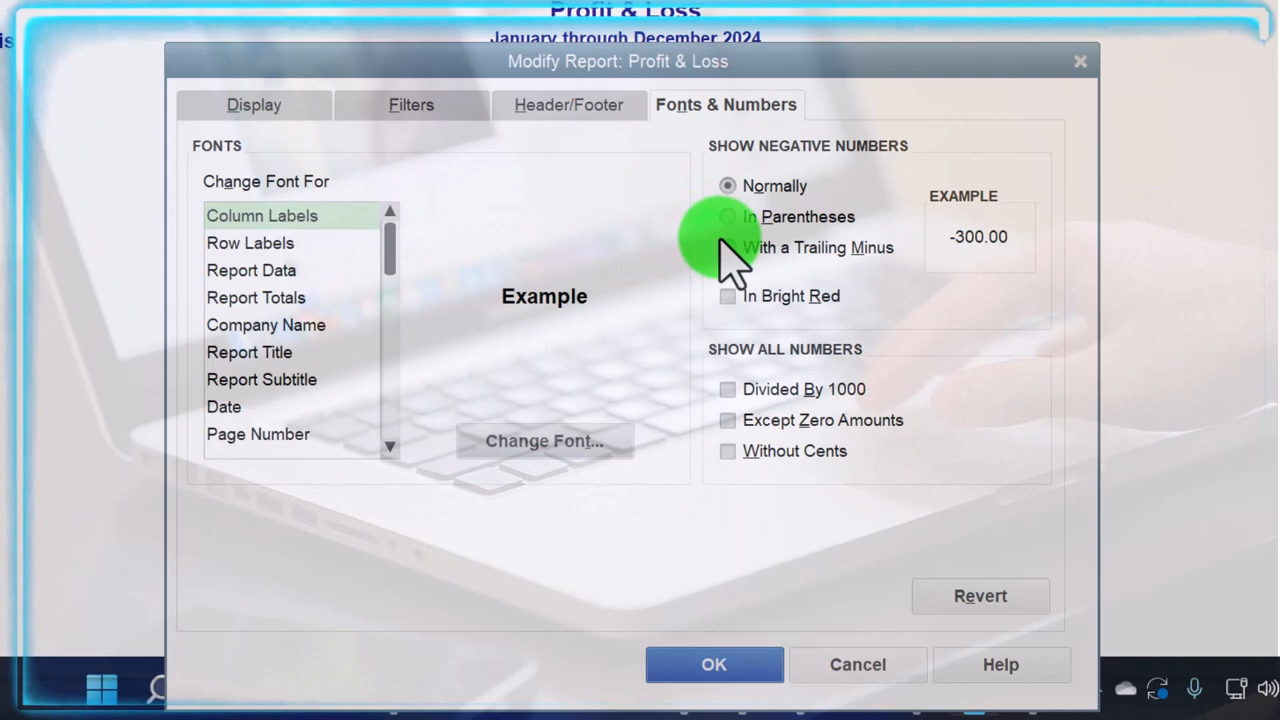 Profit & Loss
January through December 2024
is
Modify Report: Profit & Loss
Display
Filters
Header/Footer
Fonts & Numbers
FONTS
Change Font For
Column Labels
Row Labels
Report Data
Report Totals
Company Name
Report Title
Report Subtitle
Date
Page Number
Example
Change Font...
SHOW NEGATIVE NUMBERS
Normally
In Parentheses
With a Trailing Minus
In Bright Red
EXAMPLE
-300.00
SHOW ALL NUMBERS
Divided By 1000
Except Zero Amounts
Without Cents
Revert
OK
Cancel
Help